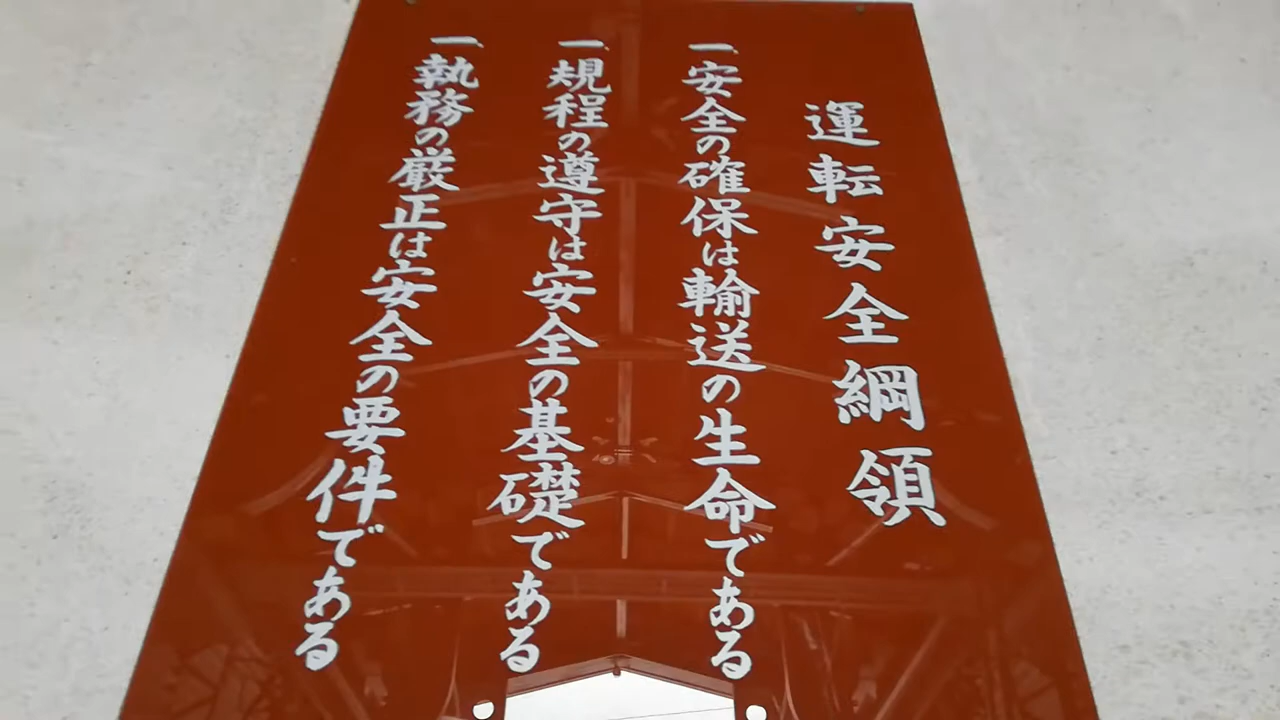 運転安全綱領
一、安全の確保は輸送の生命である
一、規程の遵守は安全の基礎である
一、執務の厳正は安全の要件である